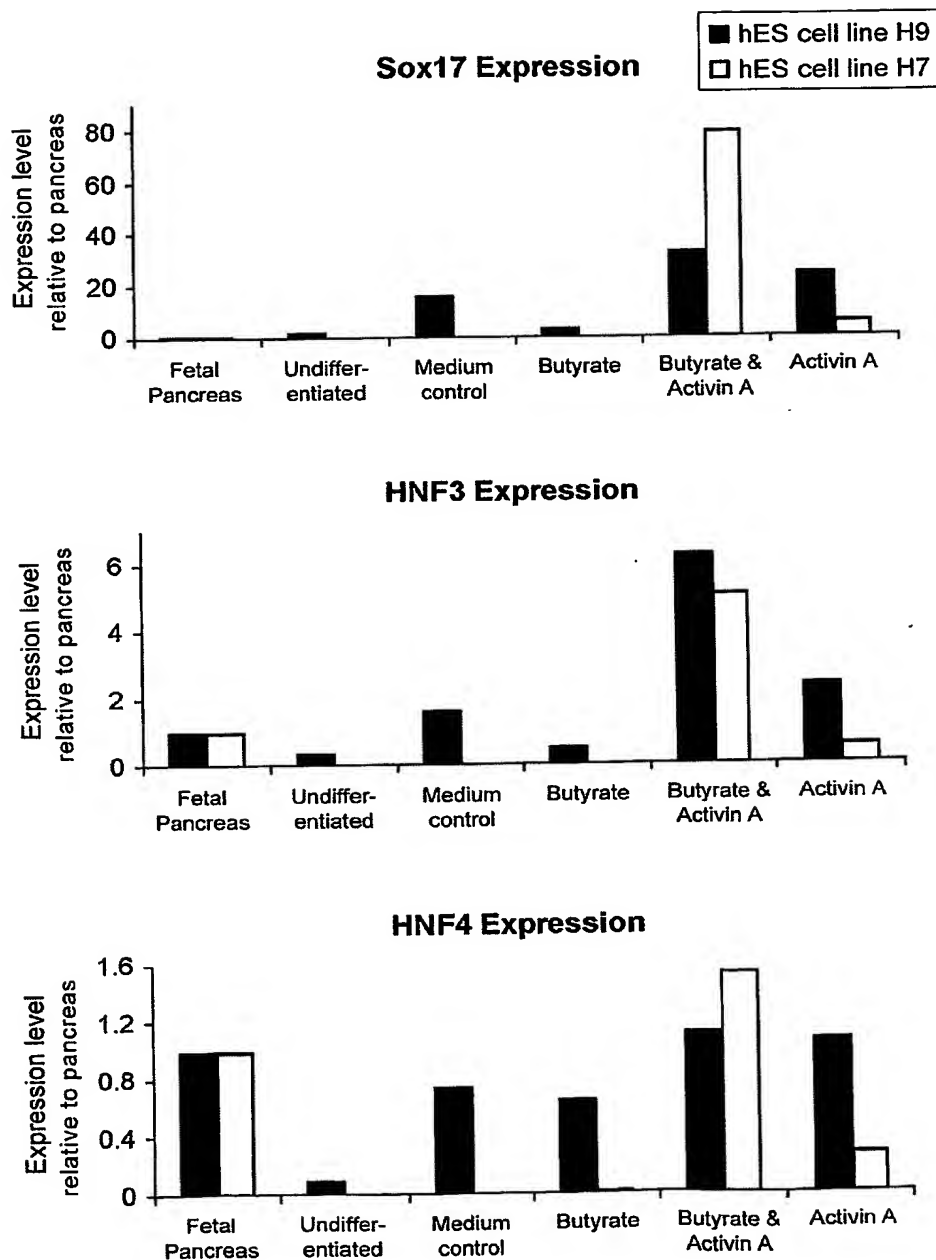 hES cell line H9
hES cell line H7
Sox17 Expression
Expression level
relative to pancreas
80
60
40
20
0
Fetal
Pancreas
Undiffer-
entiated
Medium
control
Butyrate
Butyrate &
Activin A
Activin A
HNF3 Expression
Expression level
relative to pancreas
6
4
2
0
Fetal
Pancreas
Undiffer-
entiated
Medium
control
Butyrate
Butyrate &
Activin A
Activin A
HNF4 Expression
Expression level
relative to pancreas
1.6
1.2
0.8
0.4
0
Fetal
Pancreas
Undiffer-
entiated
Medium
control
Butyrate
Butyrate &
Activin A
Activin A